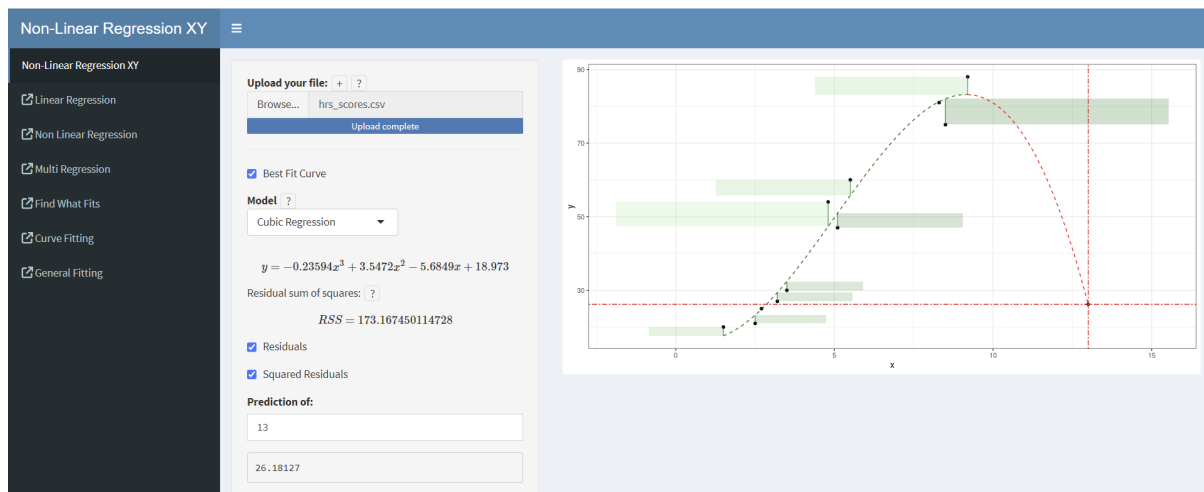 Non-Linear Regression XY
Non-Linear Regression XY
Linear Regression
Non Linear Regression
Multi Regression
Find What Fits
Curve Fitting
General Fitting
Upload your file: + ?
Browse... hrs_scores.csv
Upload complete
Best Fit Curve
Model ?
Cubic Regression
y = −0.23594x³ + 3.5472x² − 5.6849x + 18.973
Residual sum of squares: ?
RSS = 173.167450114728
Residuals
Squared Residuals
Prediction of:
13
26.18127
90
70
50
30
y
0 5 10 15
x